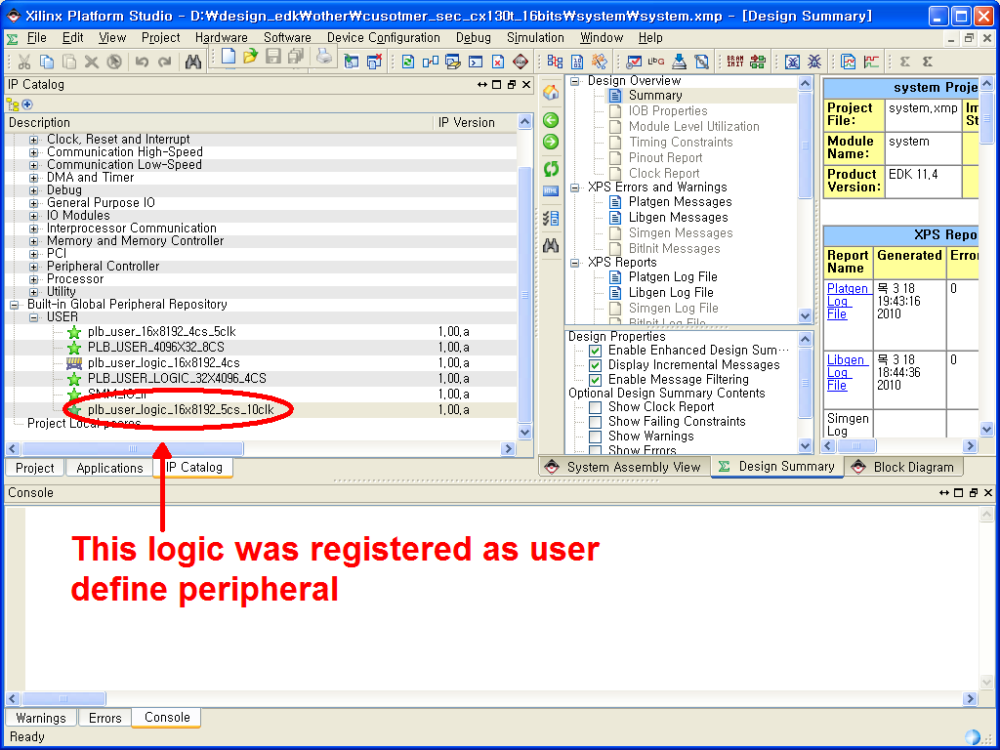 Xilinx Platform Studio - D:₩design_edk₩other₩cusotmer_sec_cx130t_16bits₩system₩system.xmp - [Design Summary]
File Edit View Project Hardware Software Device Configuration Debug Simulation Window Help
IP Catalog
Description IP Version
Clock, Reset and Interrupt
Communication High-Speed
Communication Low-Speed
DMA and Timer
Debug
General Purpose IO
IO Modules
Interprocessor Communication
Memory and Memory Controller
PCI
Peripheral Controller
Processor
Utility
Built-in Global Peripheral Repository
USER
plb_user_16x8192_4cs_5clk 1,00,a
PLB_USER_4096X32_8CS 1,00,a
plb_user_logic_16x8192_4cs 1,00,a
PLB_USER_LOGIC_32X4096_4CS 1,00,a
1,00,a
plb_user_logic_16x8192_5cs_10clk 1,00,a
Project Local pcores
Project Applications IP Catalog
Design Overview
Summary
IOB Properties
Module Level Utilization
Timing Constraints
Pinout Report
Clock Report
XPS Errors and Warnings
Platgen Messages
Libgen Messages
Simgen Messages
BitInit Messages
XPS Reports
Platgen Log File
Libgen Log File
Simgen Log File
BitInit Log File
Design Properties
Enable Enhanced Design Sum···
Display Incremental Messages
Enable Message Filtering
Optional Design Summary Contents
Show Clock Report
Show Failing Constraints
Show Warnings
Show Errors
system Proje
Project File: system,xmp Im St
Module Name: system
Product Version: EDK 11,4
XPS Repo
Report Name Generated Erro
Platgen Log File 목 3 18 19:43:16 2010 0
Libgen Log File 목 3 18 18:44:36 2010 0
Simgen Log
System Assembly View Design Summary Block Diagram
Console
This logic was registered as user
define peripheral
Warnings Errors Console
Ready